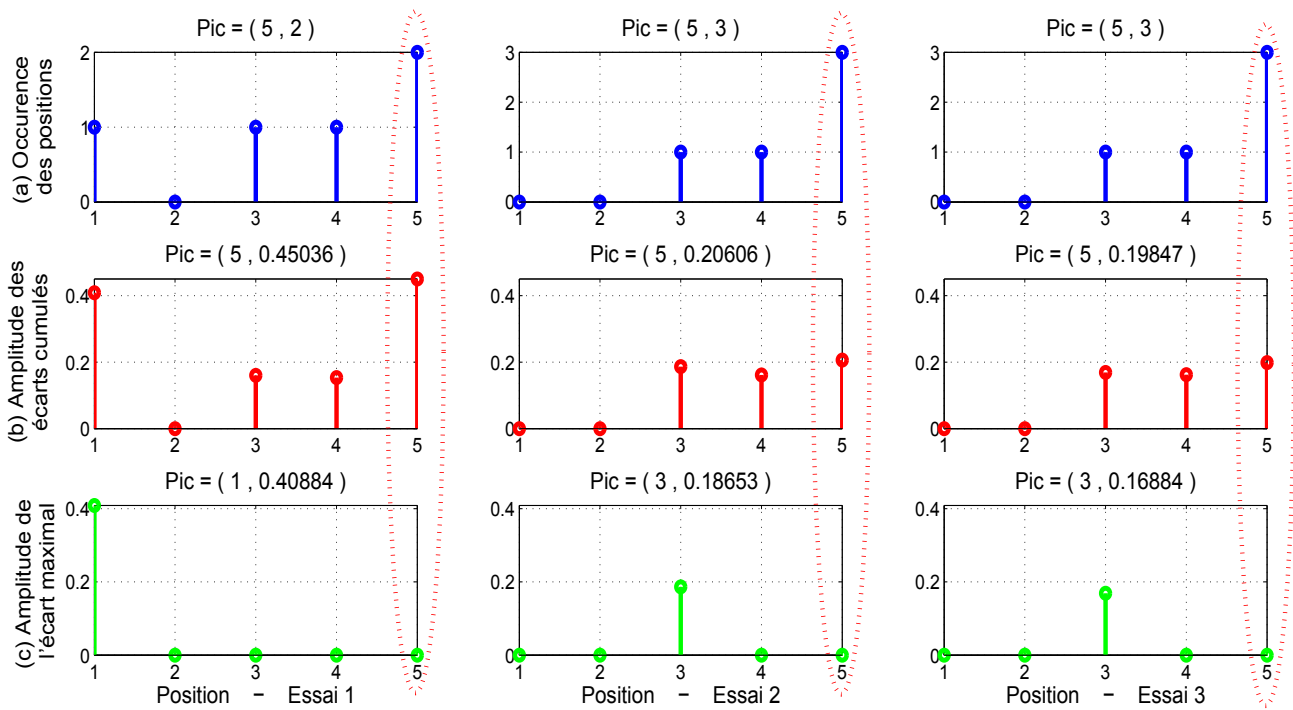 Pic = ( 5 , 2 )
Pic = ( 5 , 3 )
Pic = ( 5 , 3 )
(a) Occurence
des positions
2
1
0
1 2 3 4 5
3
2
1
0
1 2 3 4 5
3
2
1
0
1 2 3 4 5
Pic = ( 5 , 0.45036 )
Pic = ( 5 , 0.20606 )
Pic = ( 5 , 0.19847 )
(b) Amplitude des
écarts cumulés
0.4
0.2
0
1 2 3 4 5
0.4
0.2
0
1 2 3 4 5
0.4
0.2
0
1 2 3 4 5
Pic = ( 1 , 0.40884 )
Pic = ( 3 , 0.18653 )
Pic = ( 3 , 0.16884 )
(c) Amplitude de
l'écart maximal
0.4
0.2
0
1 2 3 4 5
0.4
0.2
0
1 2 3 4 5
0.4
0.2
0
1 2 3 4 5
Position – Essai 1
Position – Essai 2
Position – Essai 3